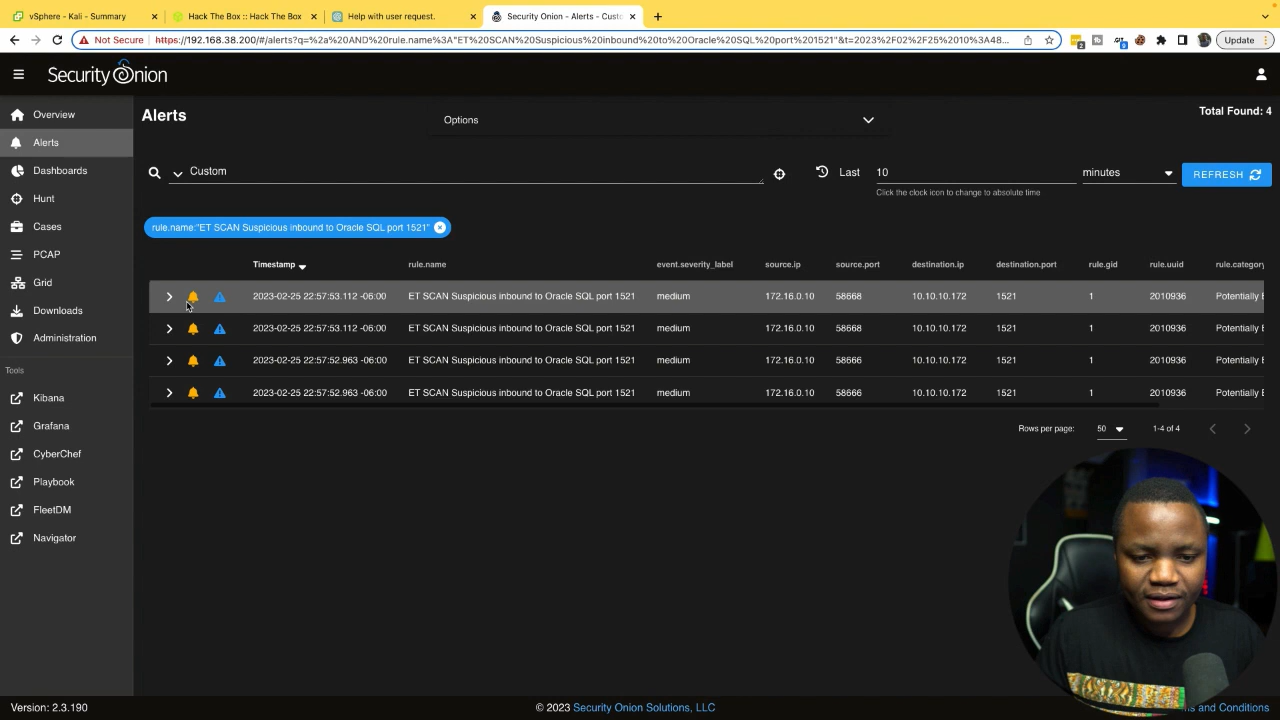 vSphere - Kali - Summary
Hack The Box :: Hack The Box
Help with user request.
Security Onion - Alerts - Custo
Not Secure https://192.168.38.200/#/alerts?q=%2a%20AND%20rule.name%3A"ET%20SCAN%20Suspicious%20inbound%20to%20Oracle%20SQL%20port%201521"&t=2023%2F02%2F25%2010%3A48... Update
Security Onion
Overview
Alerts
Dashboards
Hunt
Cases
PCAP
Grid
Downloads
Administration
Tools
Kibana
Grafana
CyberChef
Playbook
FleetDM
Navigator
Alerts
Options
Total Found: 4
Custom
Last 10 minutes REFRESH
Click the clock icon to change to absolute time
rule.name:"ET SCAN Suspicious inbound to Oracle SQL port 1521"
Timestamp rule.name event.severity_label source.ip source.port destination.ip destination.port rule.gid rule.uuid rule.category
2023-02-25 22:57:53.112 -06:00 ET SCAN Suspicious inbound to Oracle SQL port 1521 medium 172.16.0.10 58668 10.10.10.172 1521 1 2010936 Potentially
2023-02-25 22:57:53.112 -06:00 ET SCAN Suspicious inbound to Oracle SQL port 1521 medium 172.16.0.10 58668 10.10.10.172 1521 1 2010936 Potentially
2023-02-25 22:57:52.963 -06:00 ET SCAN Suspicious inbound to Oracle SQL port 1521 medium 172.16.0.10 58666 10.10.10.172 1521 1 2010936 Potentially
2023-02-25 22:57:52.963 -06:00 ET SCAN Suspicious inbound to Oracle SQL port 1521 medium 172.16.0.10 58666 10.10.10.172 1521 1 2010936 Potentially
Rows per page: 50 1-4 of 4
Version: 2.3.190
© 2023 Security Onion Solutions, LLC
and Conditions